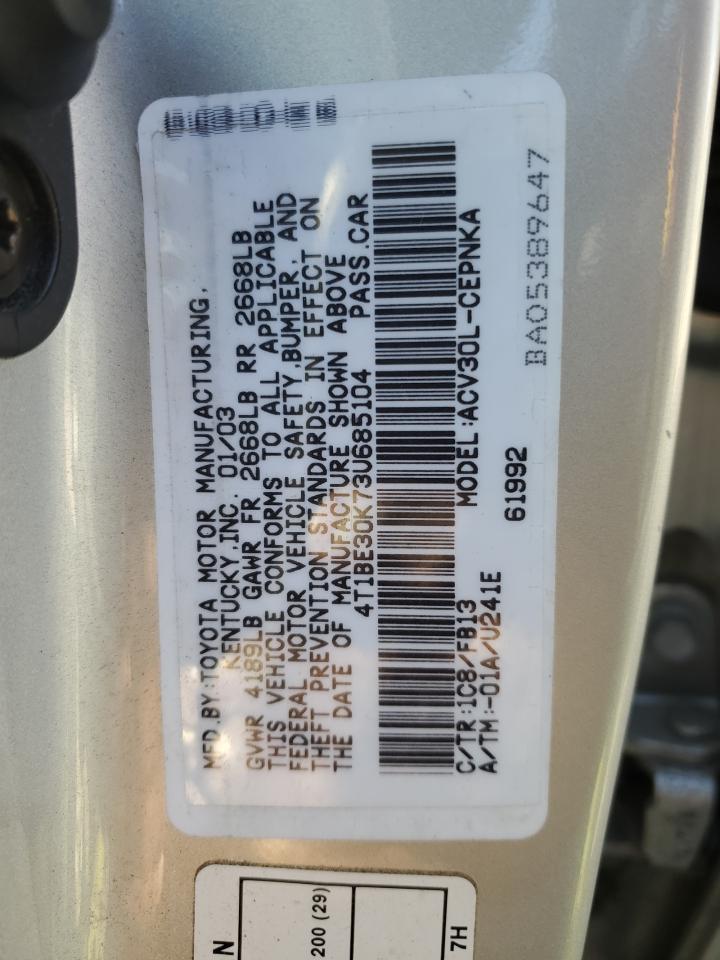 MFD.BY:TOYOTA MOTOR MANUFACTURING,
KENTUCKY,INC. 01/03
GVWR 4189LB GAWR FR 2668LB RR 2668LB
THIS VEHICLE CONFORMS TO ALL APPLICABLE
FEDERAL MOTOR VEHICLE SAFETY,BUMPER, AND
THEFT PREVENTION STANDARDS IN EFFECT ON
THE DATE OF MANUFACTURE SHOWN ABOVE
4T1BE30K73U685104 PASS.CAR
C/TR:1C8/FB13 MODEL:ACV30L-CEPNKA
A/TM:-01A/U241E
61992
BA05389647
N
200 (29)
7H